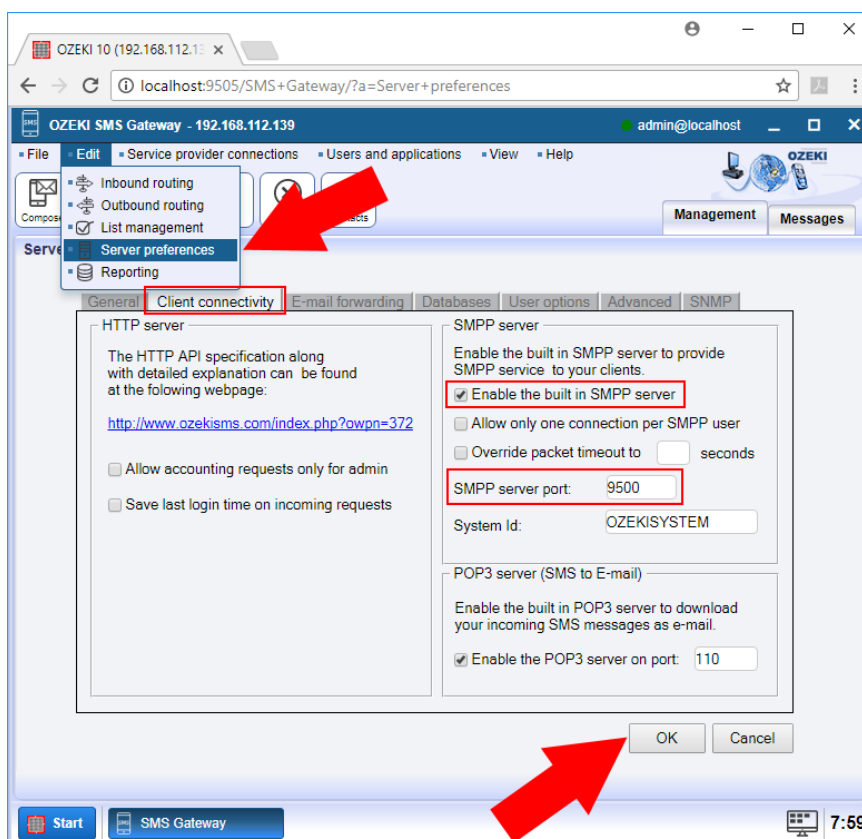 OZEKI 10 (192.168.112.13
localhost:9505/SMS+Gateway/?a=Server+preferences
SMS
OZEKI SMS Gateway - 192.168.112.139
admin@localhost
File Edit Service provider connections Users and applications View Help
OZEKI
Inbound routing
Outbound routing
List management
Server preferences
Reporting
Compos
Management
Messages
Serve
General Client connectivity E-mail forwarding Databases User options Advanced SNMP
HTTP server
The HTTP API specification along
with detailed explanation can be found
at the folowing webpage:
http://www.ozekisms.com/index.php?owpn=372
Allow accounting requests only for admin
Save last login time on incoming requests
SMPP server
Enable the built in SMPP server to provide
SMPP service to your clients.
Enable the built in SMPP server
Allow only one connection per SMPP user
Override packet timeout to seconds
SMPP server port: 9500
System Id: OZEKISYSTEM
POP3 server (SMS to E-mail)
Enable the built in POP3 server to download
your incoming SMS messages as e-mail.
Enable the POP3 server on port: 110
OK
Cancel
Start
SMS Gateway
7:59